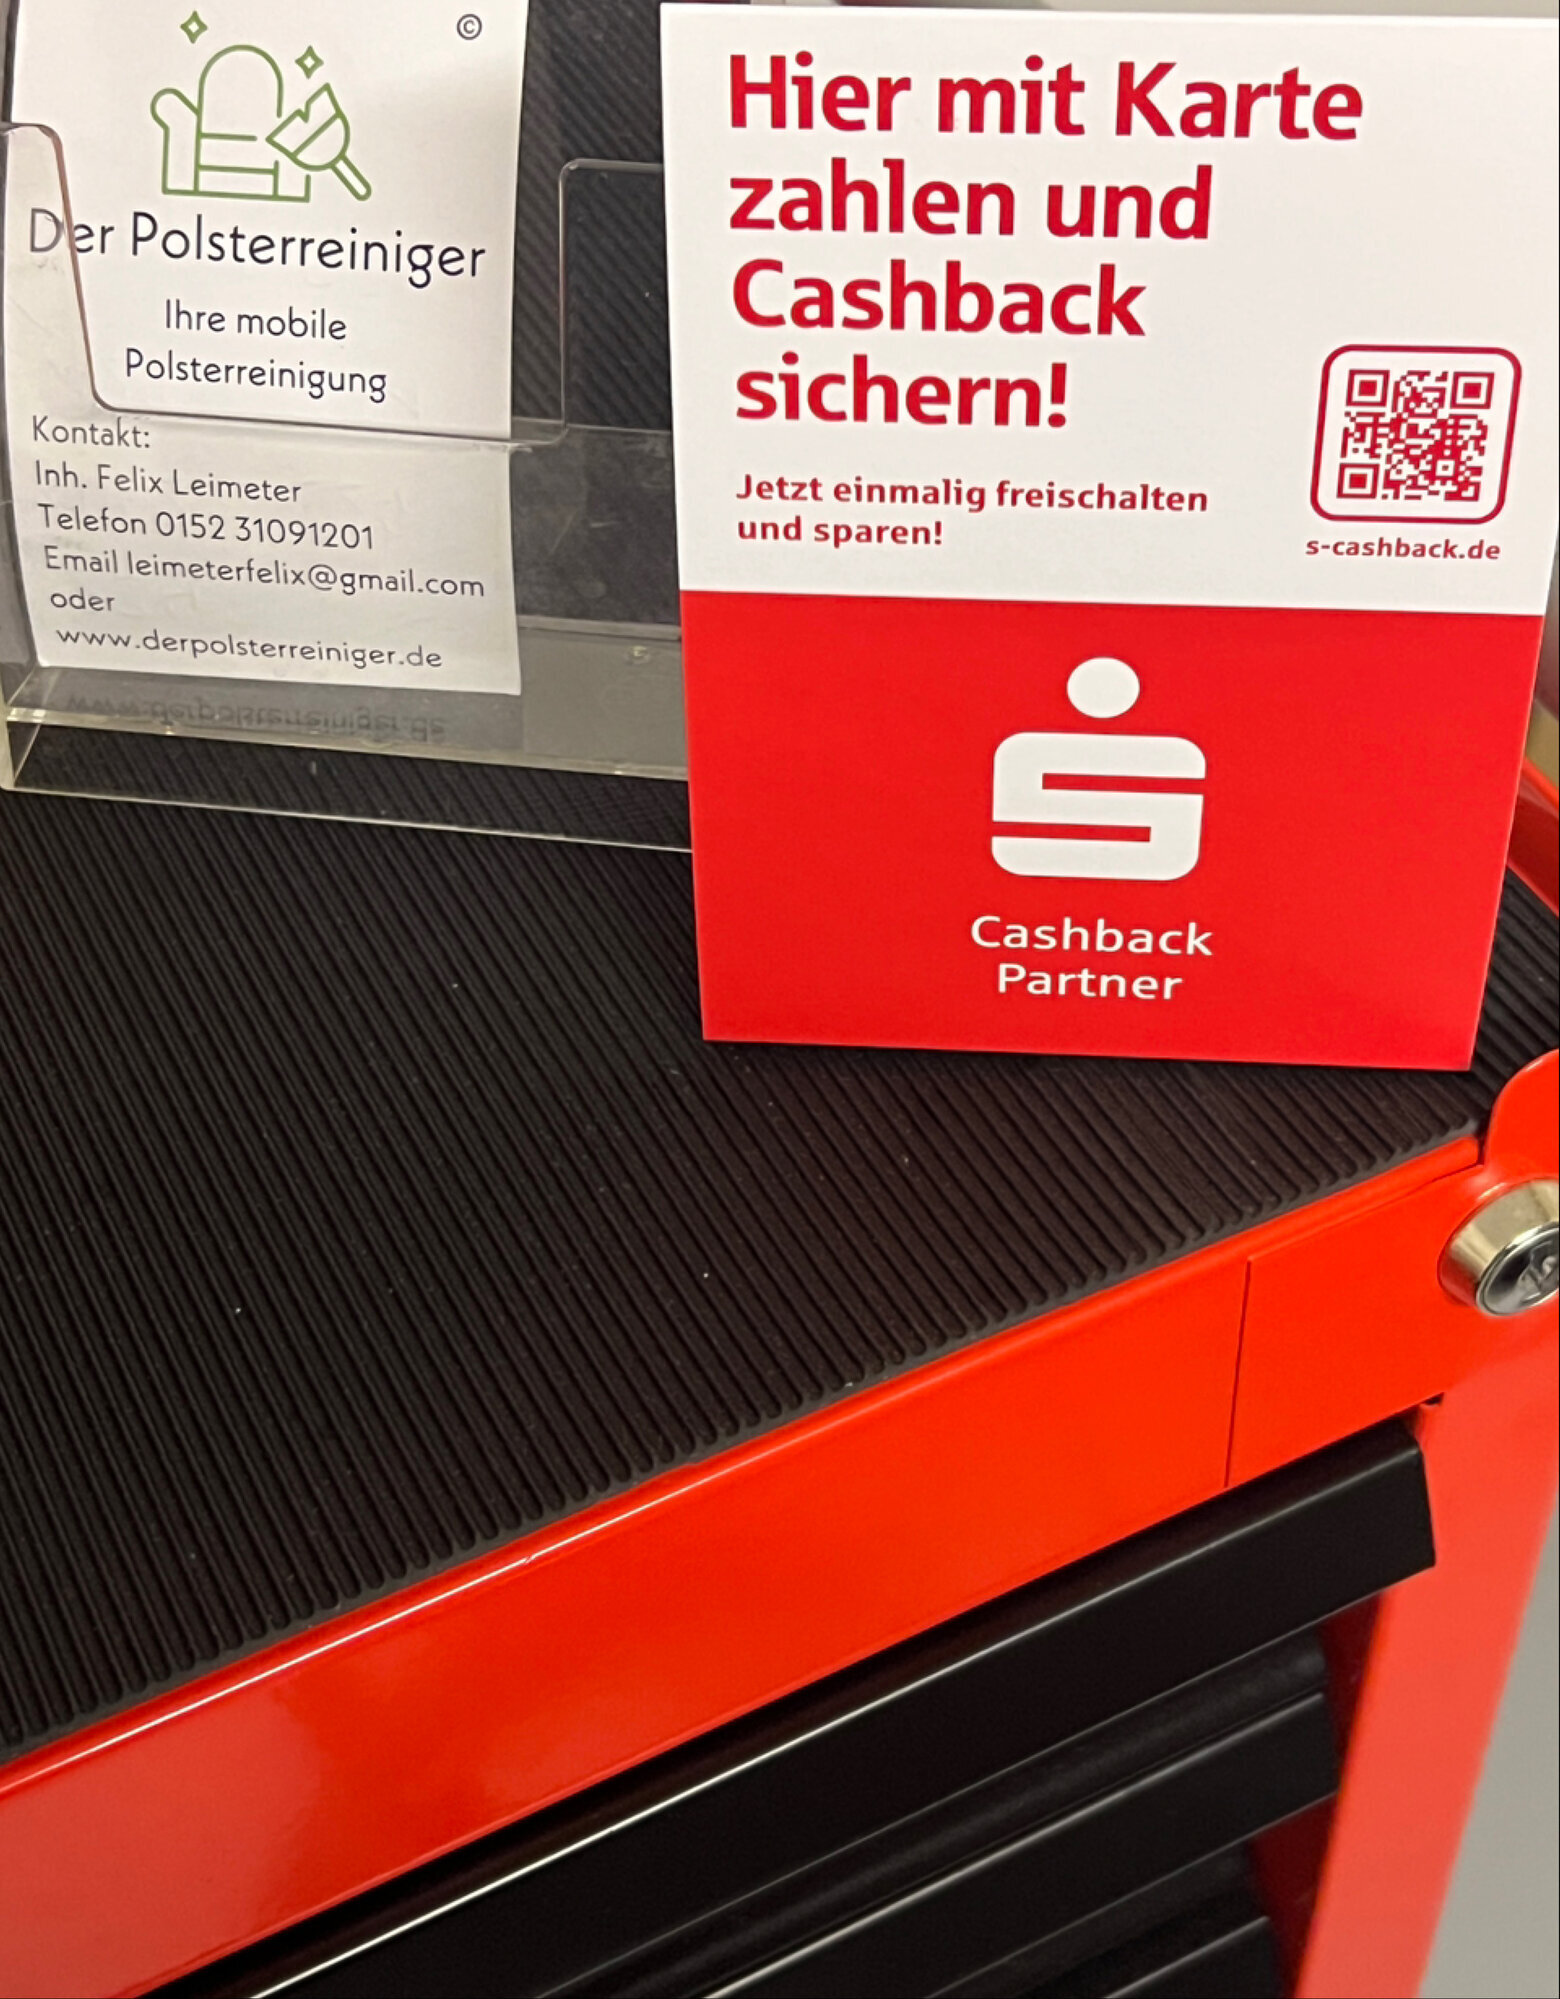 ©
Der Polsterreiniger
Ihre mobile
Polsterreinigung
Kontakt:
Inh. Felix Leimeter
Telefon 0152 31091201
Email leimeterfelix@gmail.com
oder
www.derpolsterreiniger.de
Hier mit Karte
zahlen und
Cashback
sichern!
Jetzt einmalig freischalten
und sparen!
s-cashback.de
Cashback
Partner